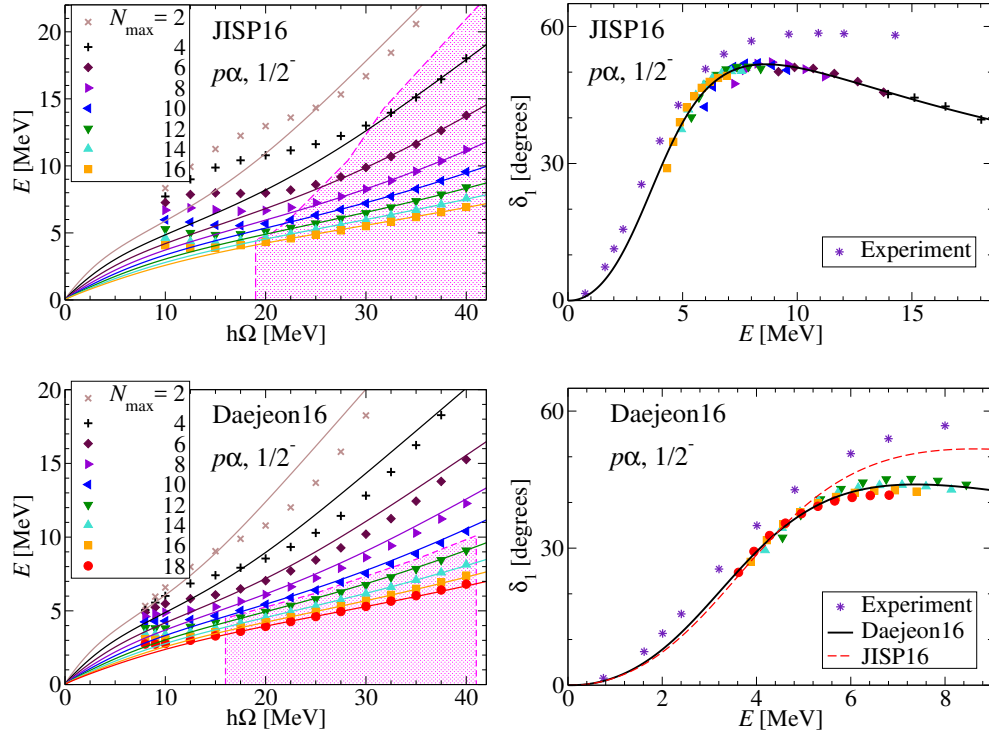 N_max = 2
4
6
8
10
12
14
16
JISP16
pα, 1/2⁻
E [MeV]
20
15
10
5
0
0 10 20 30 40
hΩ [MeV]
JISP16
pα, 1/2⁻
δ₁ [degrees]
60
30
0
Experiment
0 5 10 15
E [MeV]
N_max = 2
4
6
8
10
12
14
16
18
Daejeon16
pα, 1/2⁻
E [MeV]
20
15
10
5
0
0 10 20 30 40
hΩ [MeV]
Daejeon16
pα, 1/2⁻
δ₁ [degrees]
60
30
0
Experiment
Daejeon16
JISP16
0 2 4 6 8
E [MeV]